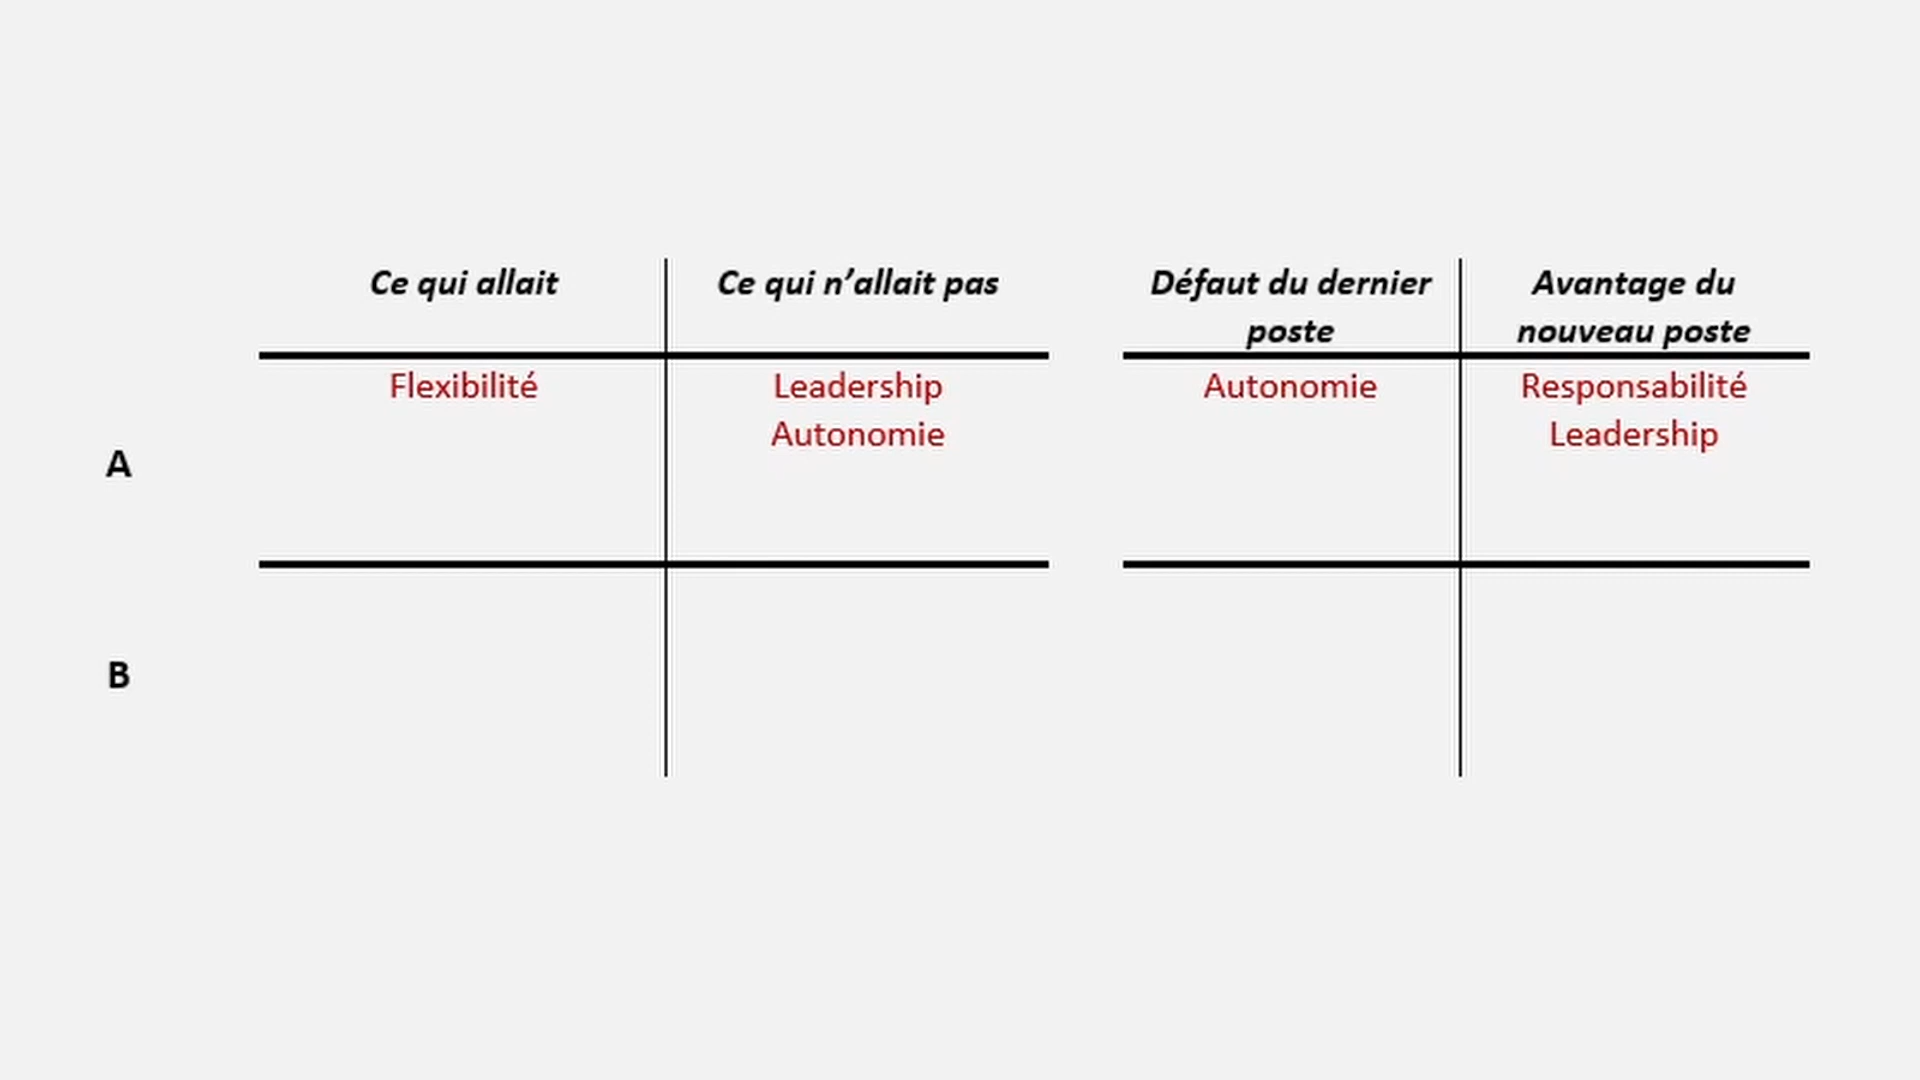 Ce qui allait
Ce qui n’allait pas
Défaut du dernier
poste
Avantage du
nouveau poste
A
Flexibilité
Leadership
Autonomie
Autonomie
Responsabilité
Leadership
B